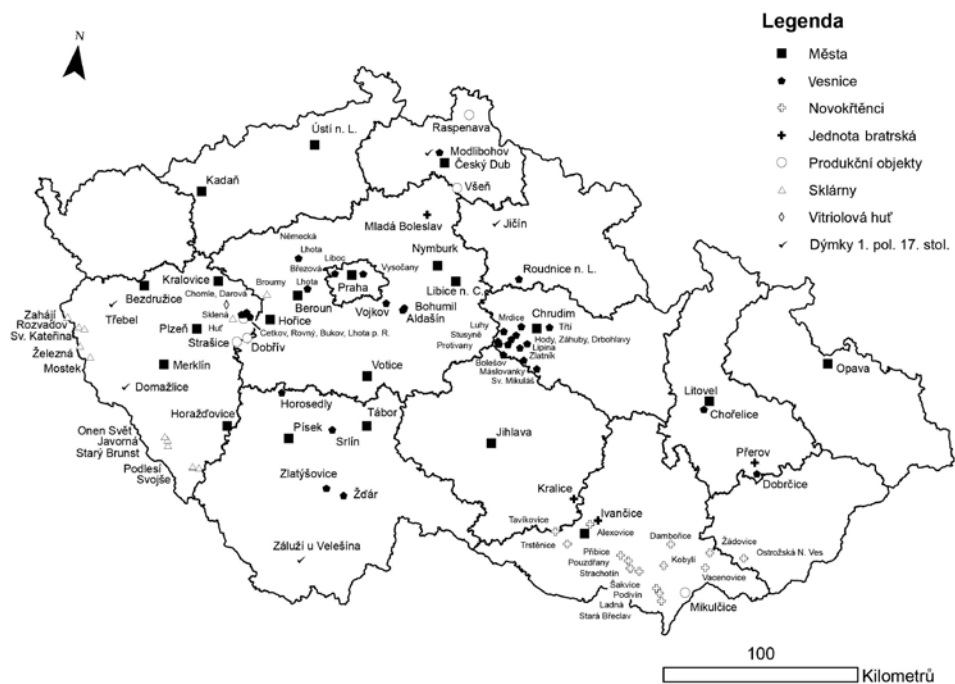 N
Legenda
Města
Vesnice
Novokřtěnci
Jednota bratrská
Produkční objekty
Sklárny
Vitriolová huť
Dýmky 1. pol. 17. stol.
Raspenava
Ústí n. L.
Modlibohov
Český Dub
Kadaň
Všeň
Mladá Boleslav
Jičín
Německá
Lhota
Liboc
Nymburk
Březová
Vysočany
Roudnice n. L.
Kralovice
Broumy
Lhota
Praha
Libice n. C.
Chomle, Darová
Bezdružice
Beroun
Vojkov
Bohumil
Aldašín
Mrdice
Chrudim
Třebel
Sklená
Hořice
Luhy
Tři
Zahájí
Rozvadov
Sv. Kateřina
Plzeň
Huť
Cetkov, Rovný, Bukov, Lhota p. R.
Stusyně
Hody, Záhuby, Drbohlavy
Strašice
Dobřív
Pretivany
Lipina
Železná
Mostek
Zlatník
Merklín
Bolešov
Máslovanky
Sv. Mikuláš
Opava
Votice
Domažlice
Litovel
Horažďovice
Horosedly
Chořelice
Onen Svět
Javorná
Starý Brunst
Písek
Tábor
Srlín
Jihlava
Podlesí
Svojše
Přerov
Dobrčice
Zlatýšovice
Žďár
Kralice
Ivančice
Tavíkovice
Alexovice
Trstěnice
Dambořice
Žádovice
Záluží u Velešína
Přibice
Ostrožská N. Ves
Pouzdřany
Kobylí
Strachotín
Vacenovice
Šakvice
Podivín
Mikulčice
Ladná
Stará Břeclav
100
Kilometrů